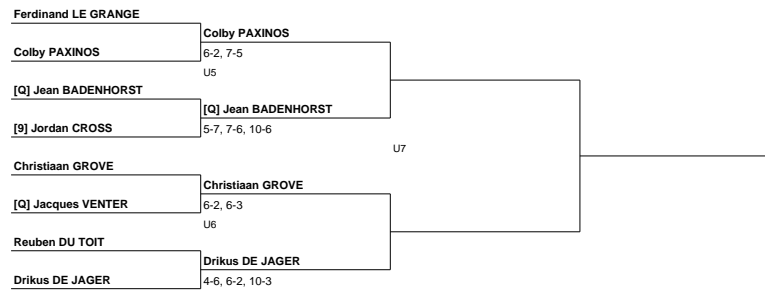 Ferdinand LE GRANGE
Colby PAXINOS
Colby PAXINOS
6-2, 7-5
U5
[Q] Jean BADENHORST
[Q] Jean BADENHORST
[9] Jordan CROSS
5-7, 7-6, 10-6
U7
Christiaan GROVE
Christiaan GROVE
[Q] Jacques VENTER
6-2, 6-3
U6
Reuben DU TOIT
Drikus DE JAGER
Drikus DE JAGER
4-6, 6-2, 10-3